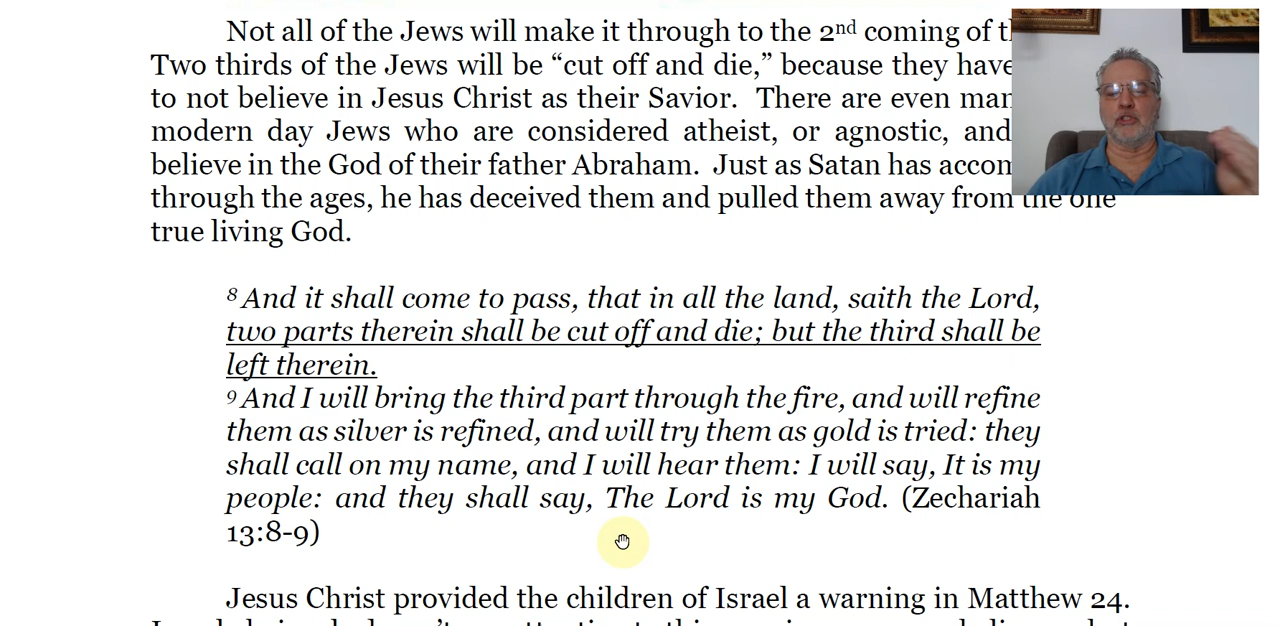 Not all of the Jews will make it through to the 2nd coming of
Two thirds of the Jews will be “cut off and die,” because they have
to not believe in Jesus Christ as their Savior. There are even
modern day Jews who are considered atheist, or agnostic, and
believe in the God of their father Abraham. Just as Satan has
through the ages, he has deceived them and pulled them away from the one
true living God.
8 And it shall come to pass, that in all the land, saith the Lord,
two parts therein shall be cut off and die; but the third shall be
left therein.
9 And I will bring the third part through the fire, and will refine
them as silver is refined, and will try them as gold is tried: they
shall call on my name, and I will hear them: I will say, It is my
people: and they shall say, The Lord is my God. (Zechariah
13:8-9)
Jesus Christ provided the children of Israel a warning in Matthew 24.